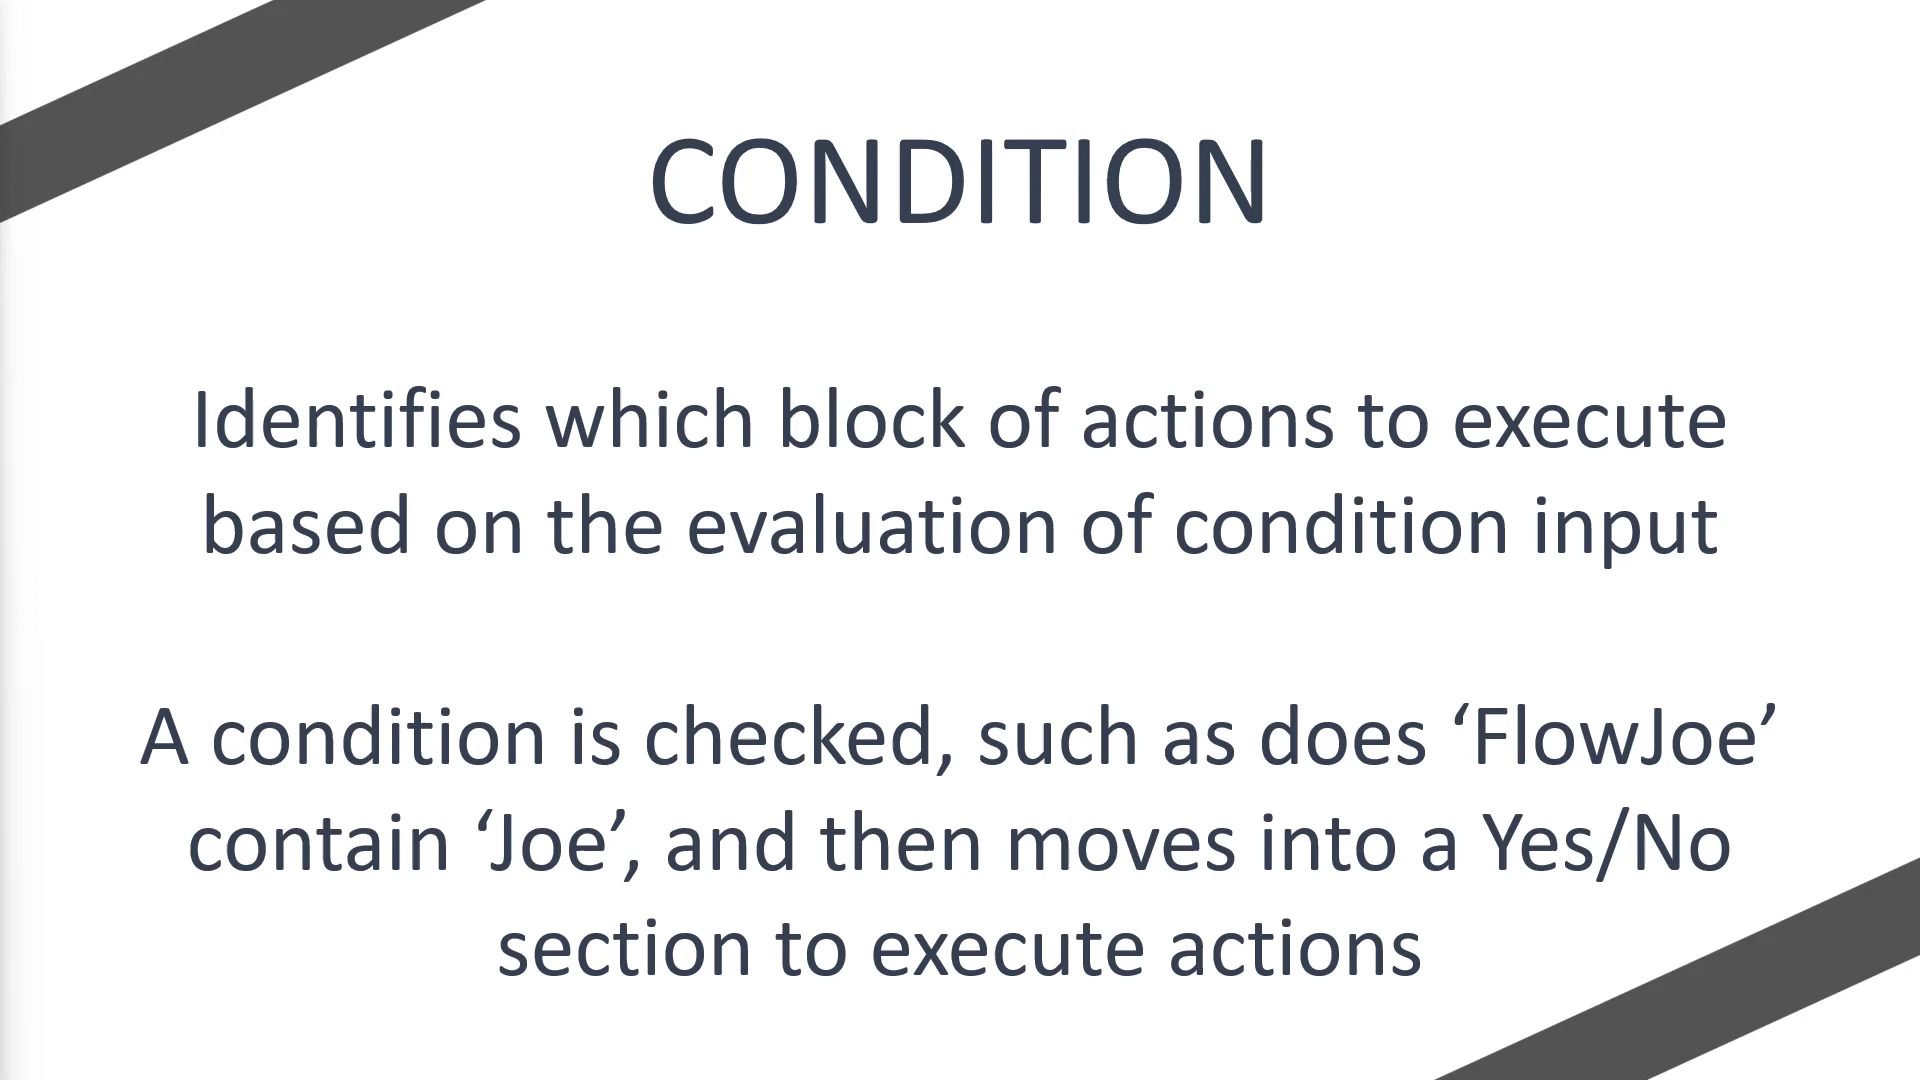 CONDITION
Identifies which block of actions to execute
based on the evaluation of condition input
A condition is checked, such as does ‘FlowJoe’
contain ‘Joe’, and then moves into a Yes/No
section to execute actions